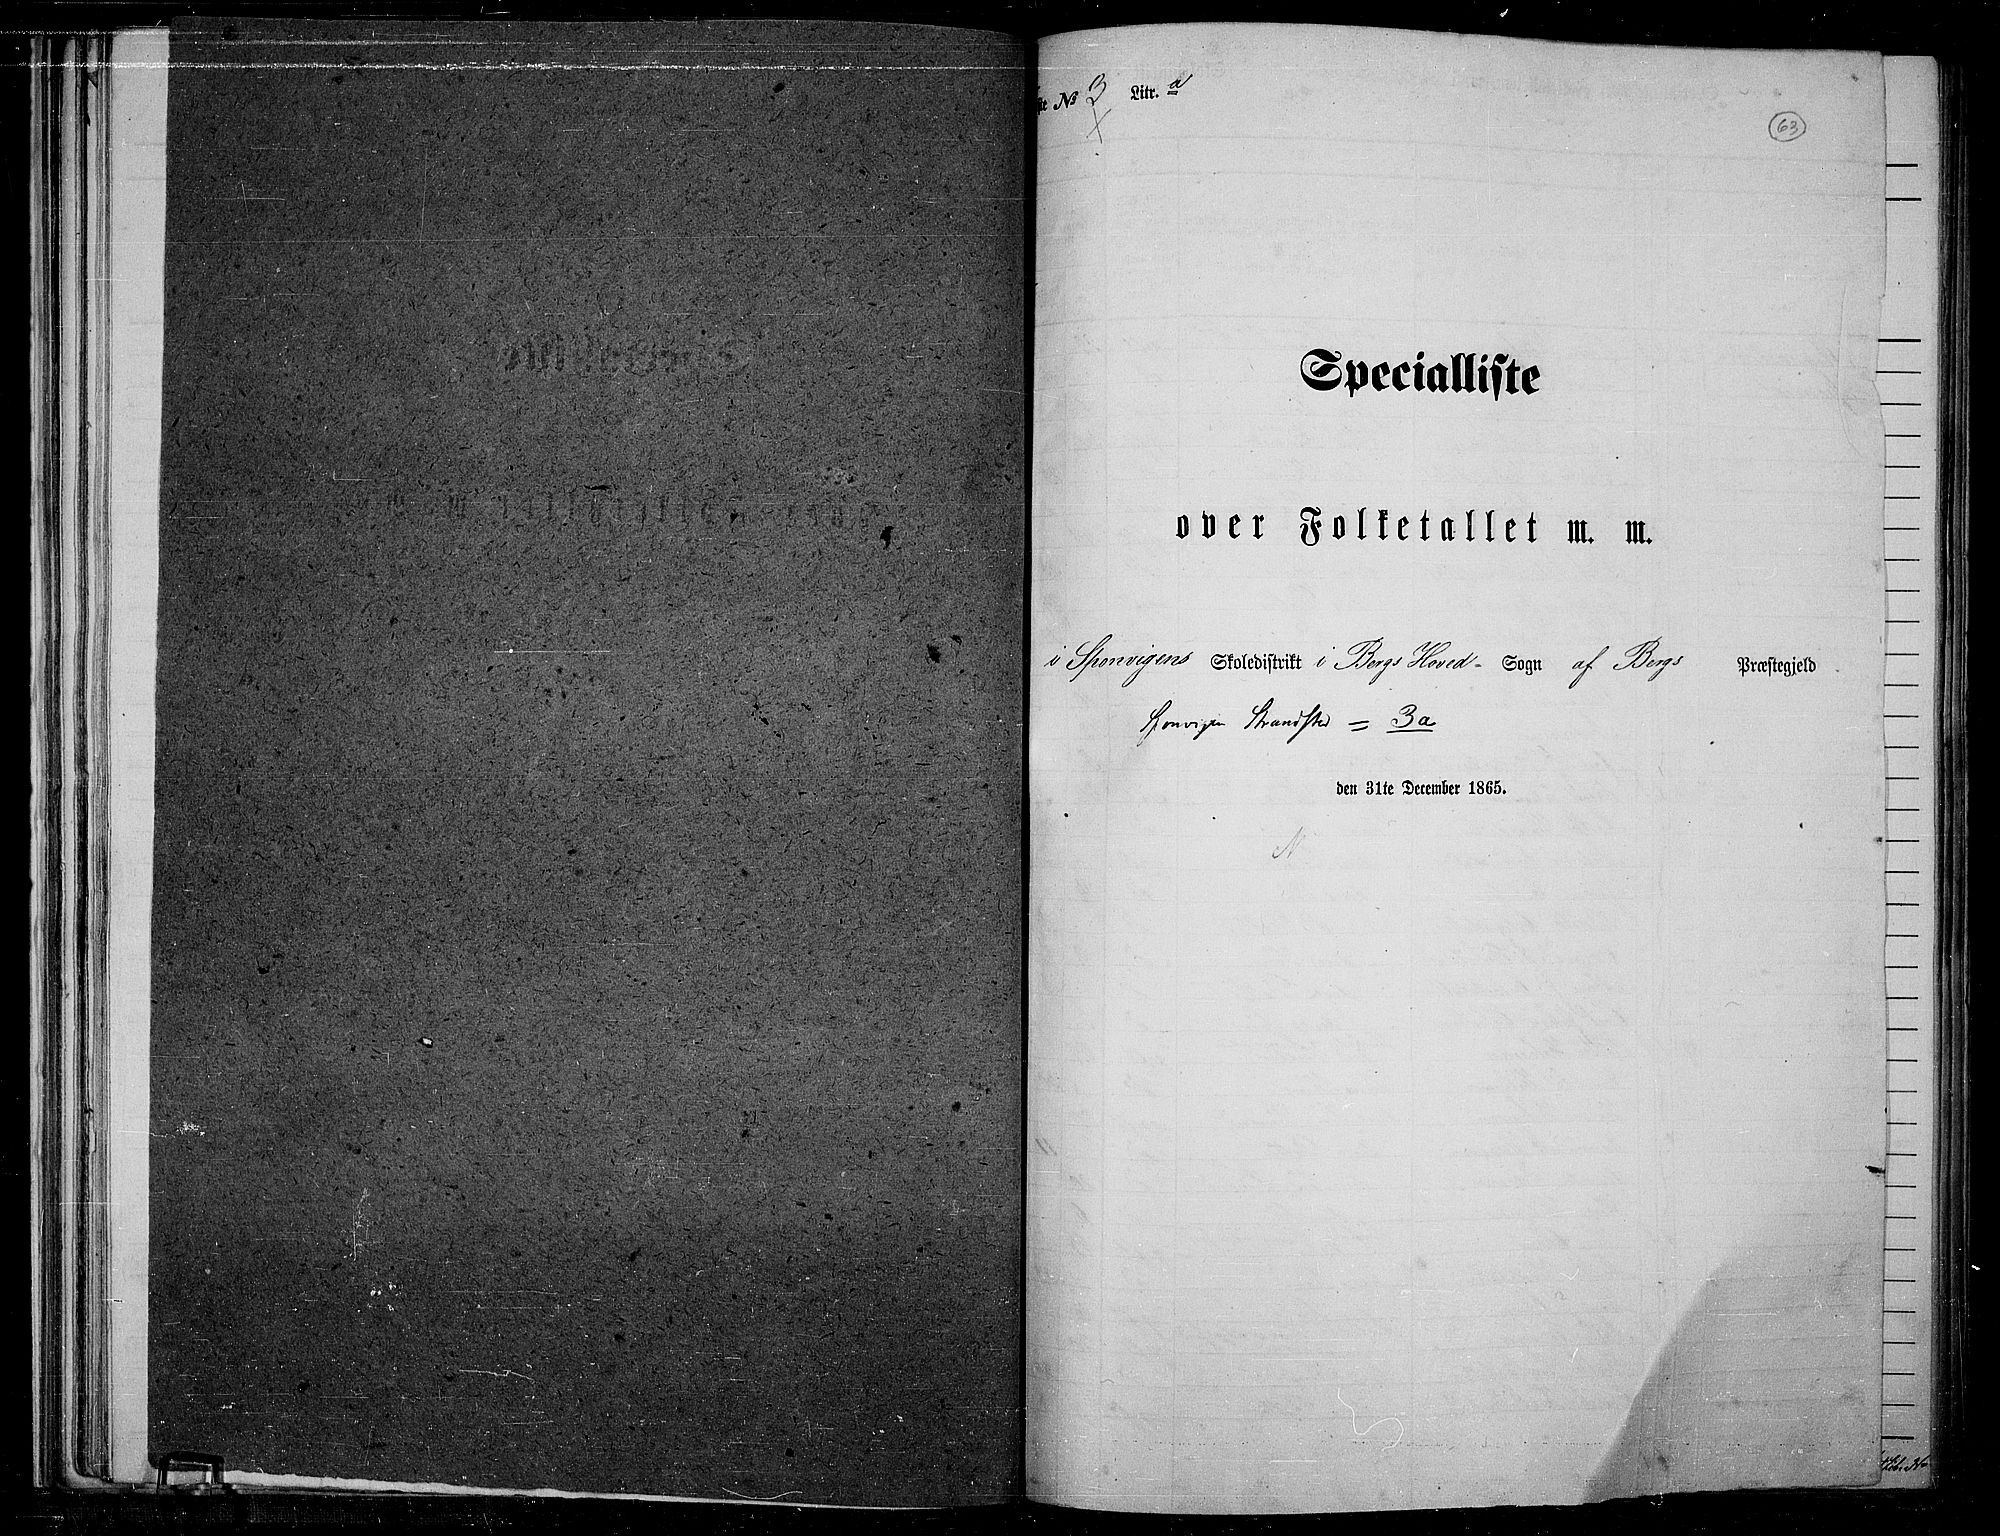 № 3 Litr. a
63
Specialliste
over Folketallet m. m.
i Sponvigens Skoledistrikt i Bergs Hoved- Sogn af Bergs Præstegjeld
Sponvigen Strandsted = 3a
den 31te December 1865.